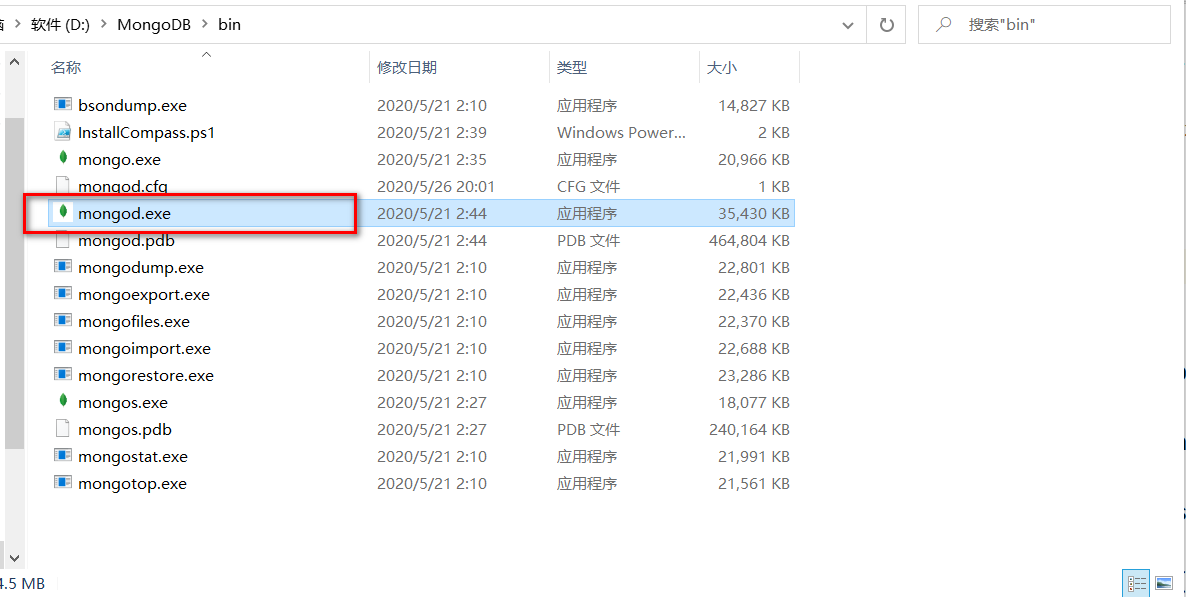 软件 (D:) > MongoDB > bin
搜索"bin"
名称 修改日期 类型 大小
bsondump.exe 2020/5/21 2:10 应用程序 14,827 KB
InstallCompass.ps1 2020/5/21 2:39 Windows Power... 2 KB
mongo.exe 2020/5/21 2:35 应用程序 20,966 KB
mongod.cfg 2020/5/26 20:01 CFG 文件 1 KB
mongod.exe 2020/5/21 2:44 应用程序 35,430 KB
mongod.pdb 2020/5/21 2:44 PDB 文件 464,804 KB
mongodump.exe 2020/5/21 2:10 应用程序 22,801 KB
mongoexport.exe 2020/5/21 2:10 应用程序 22,436 KB
mongofiles.exe 2020/5/21 2:10 应用程序 22,370 KB
mongoimport.exe 2020/5/21 2:10 应用程序 22,688 KB
mongorestore.exe 2020/5/21 2:10 应用程序 23,286 KB
mongos.exe 2020/5/21 2:27 应用程序 18,077 KB
mongos.pdb 2020/5/21 2:27 PDB 文件 240,164 KB
mongostat.exe 2020/5/21 2:10 应用程序 21,991 KB
mongotop.exe 2020/5/21 2:10 应用程序 21,561 KB
4.5 MB